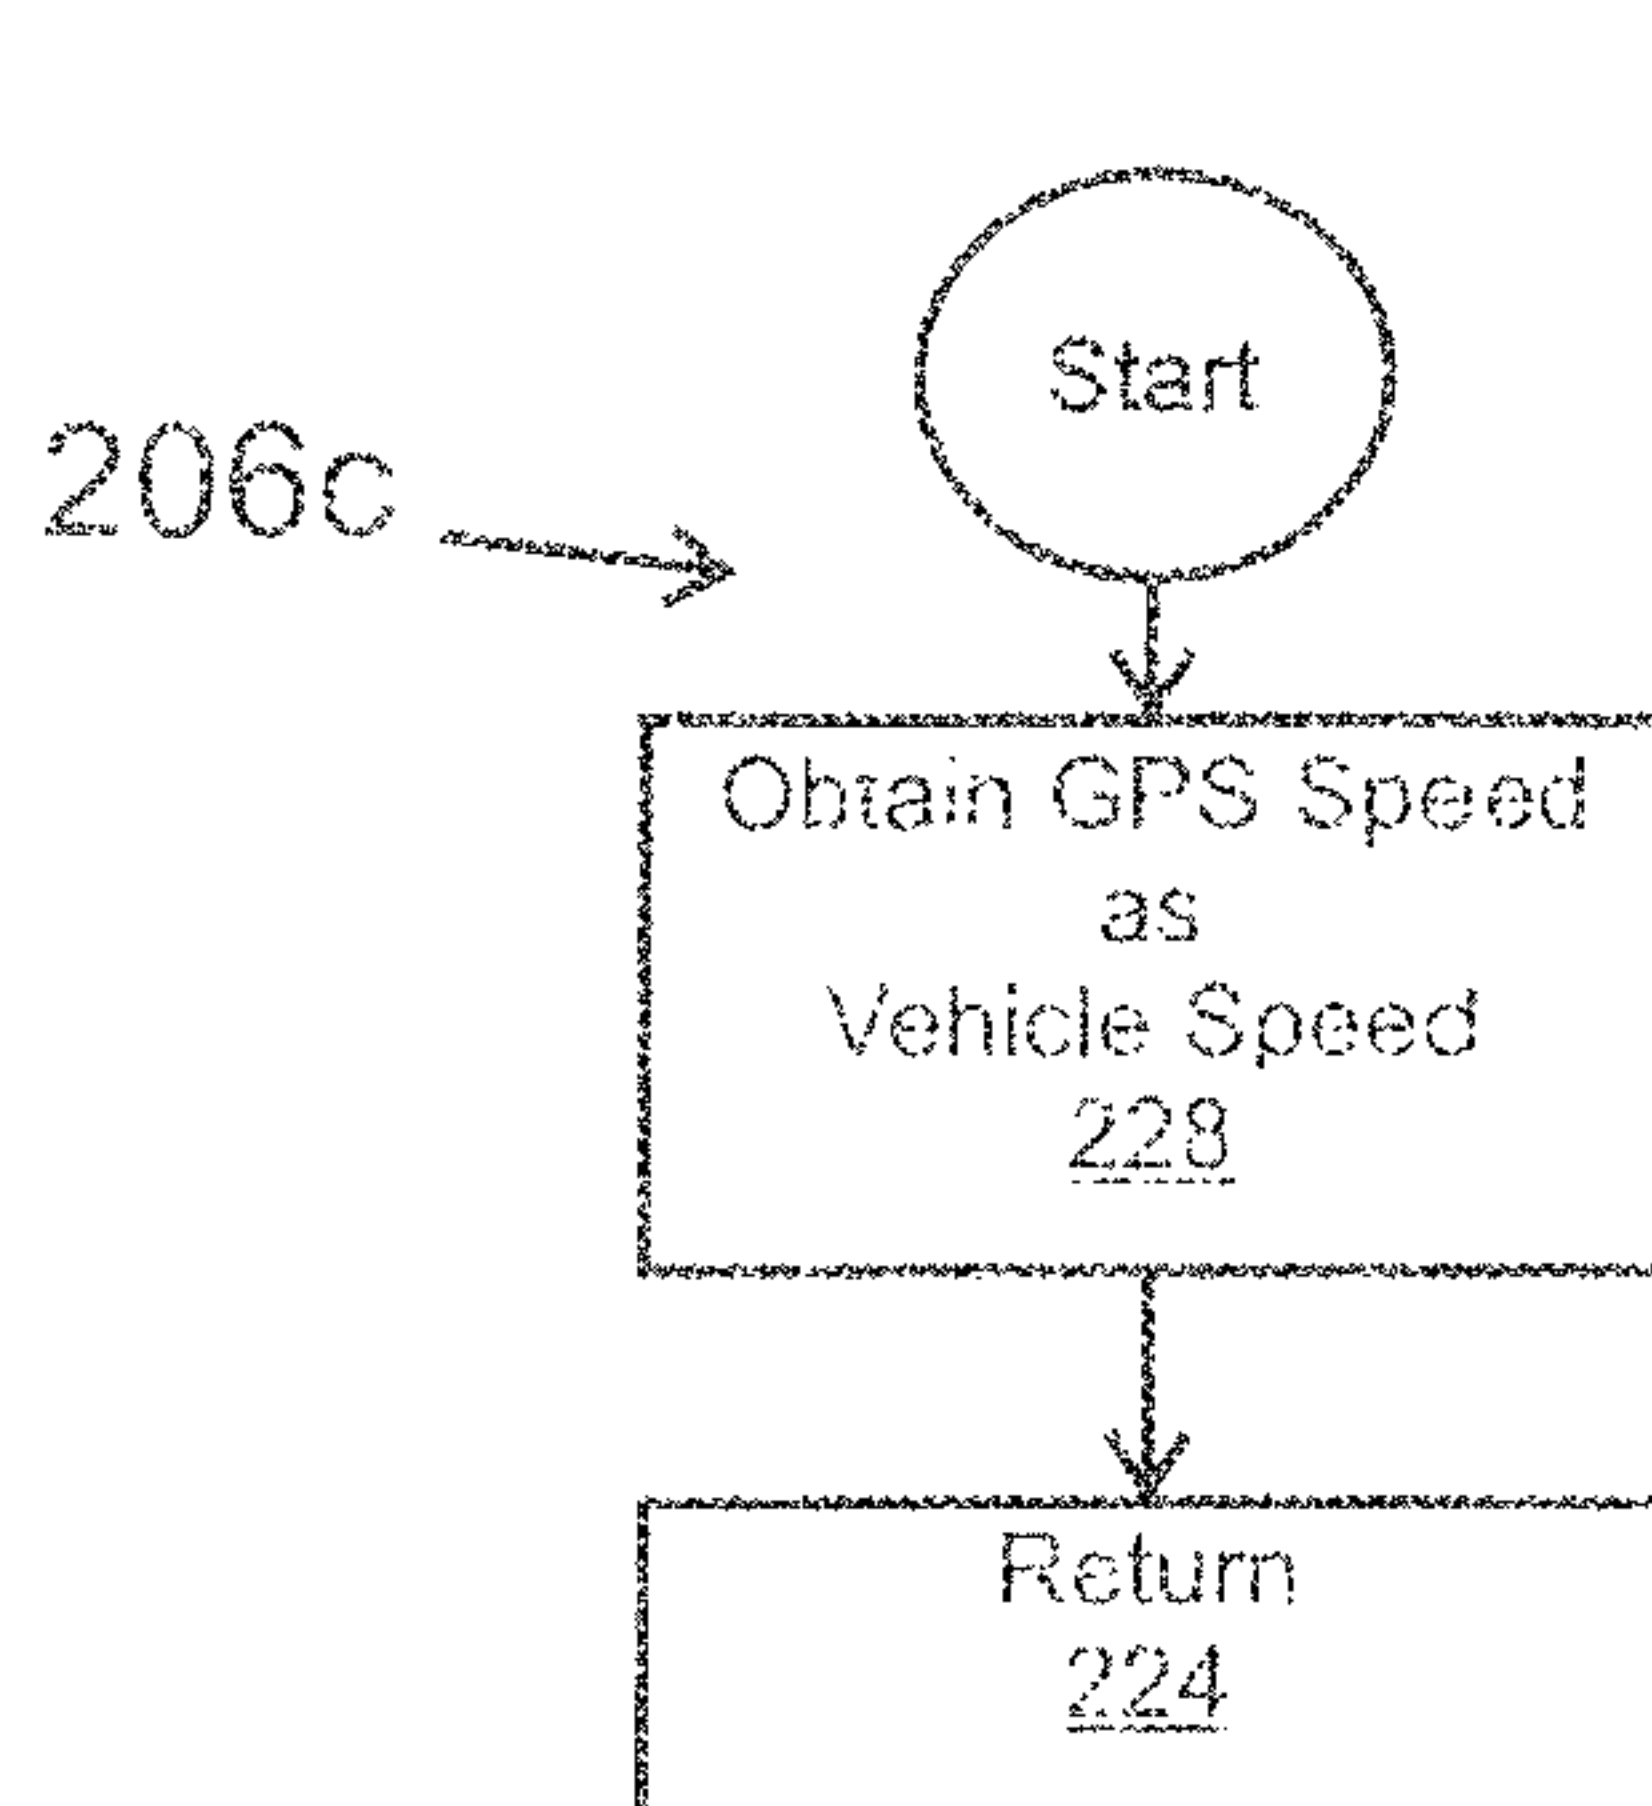 Start
206c
Obtain GPS Speed
as
Vehicle Speed
228
Return
224